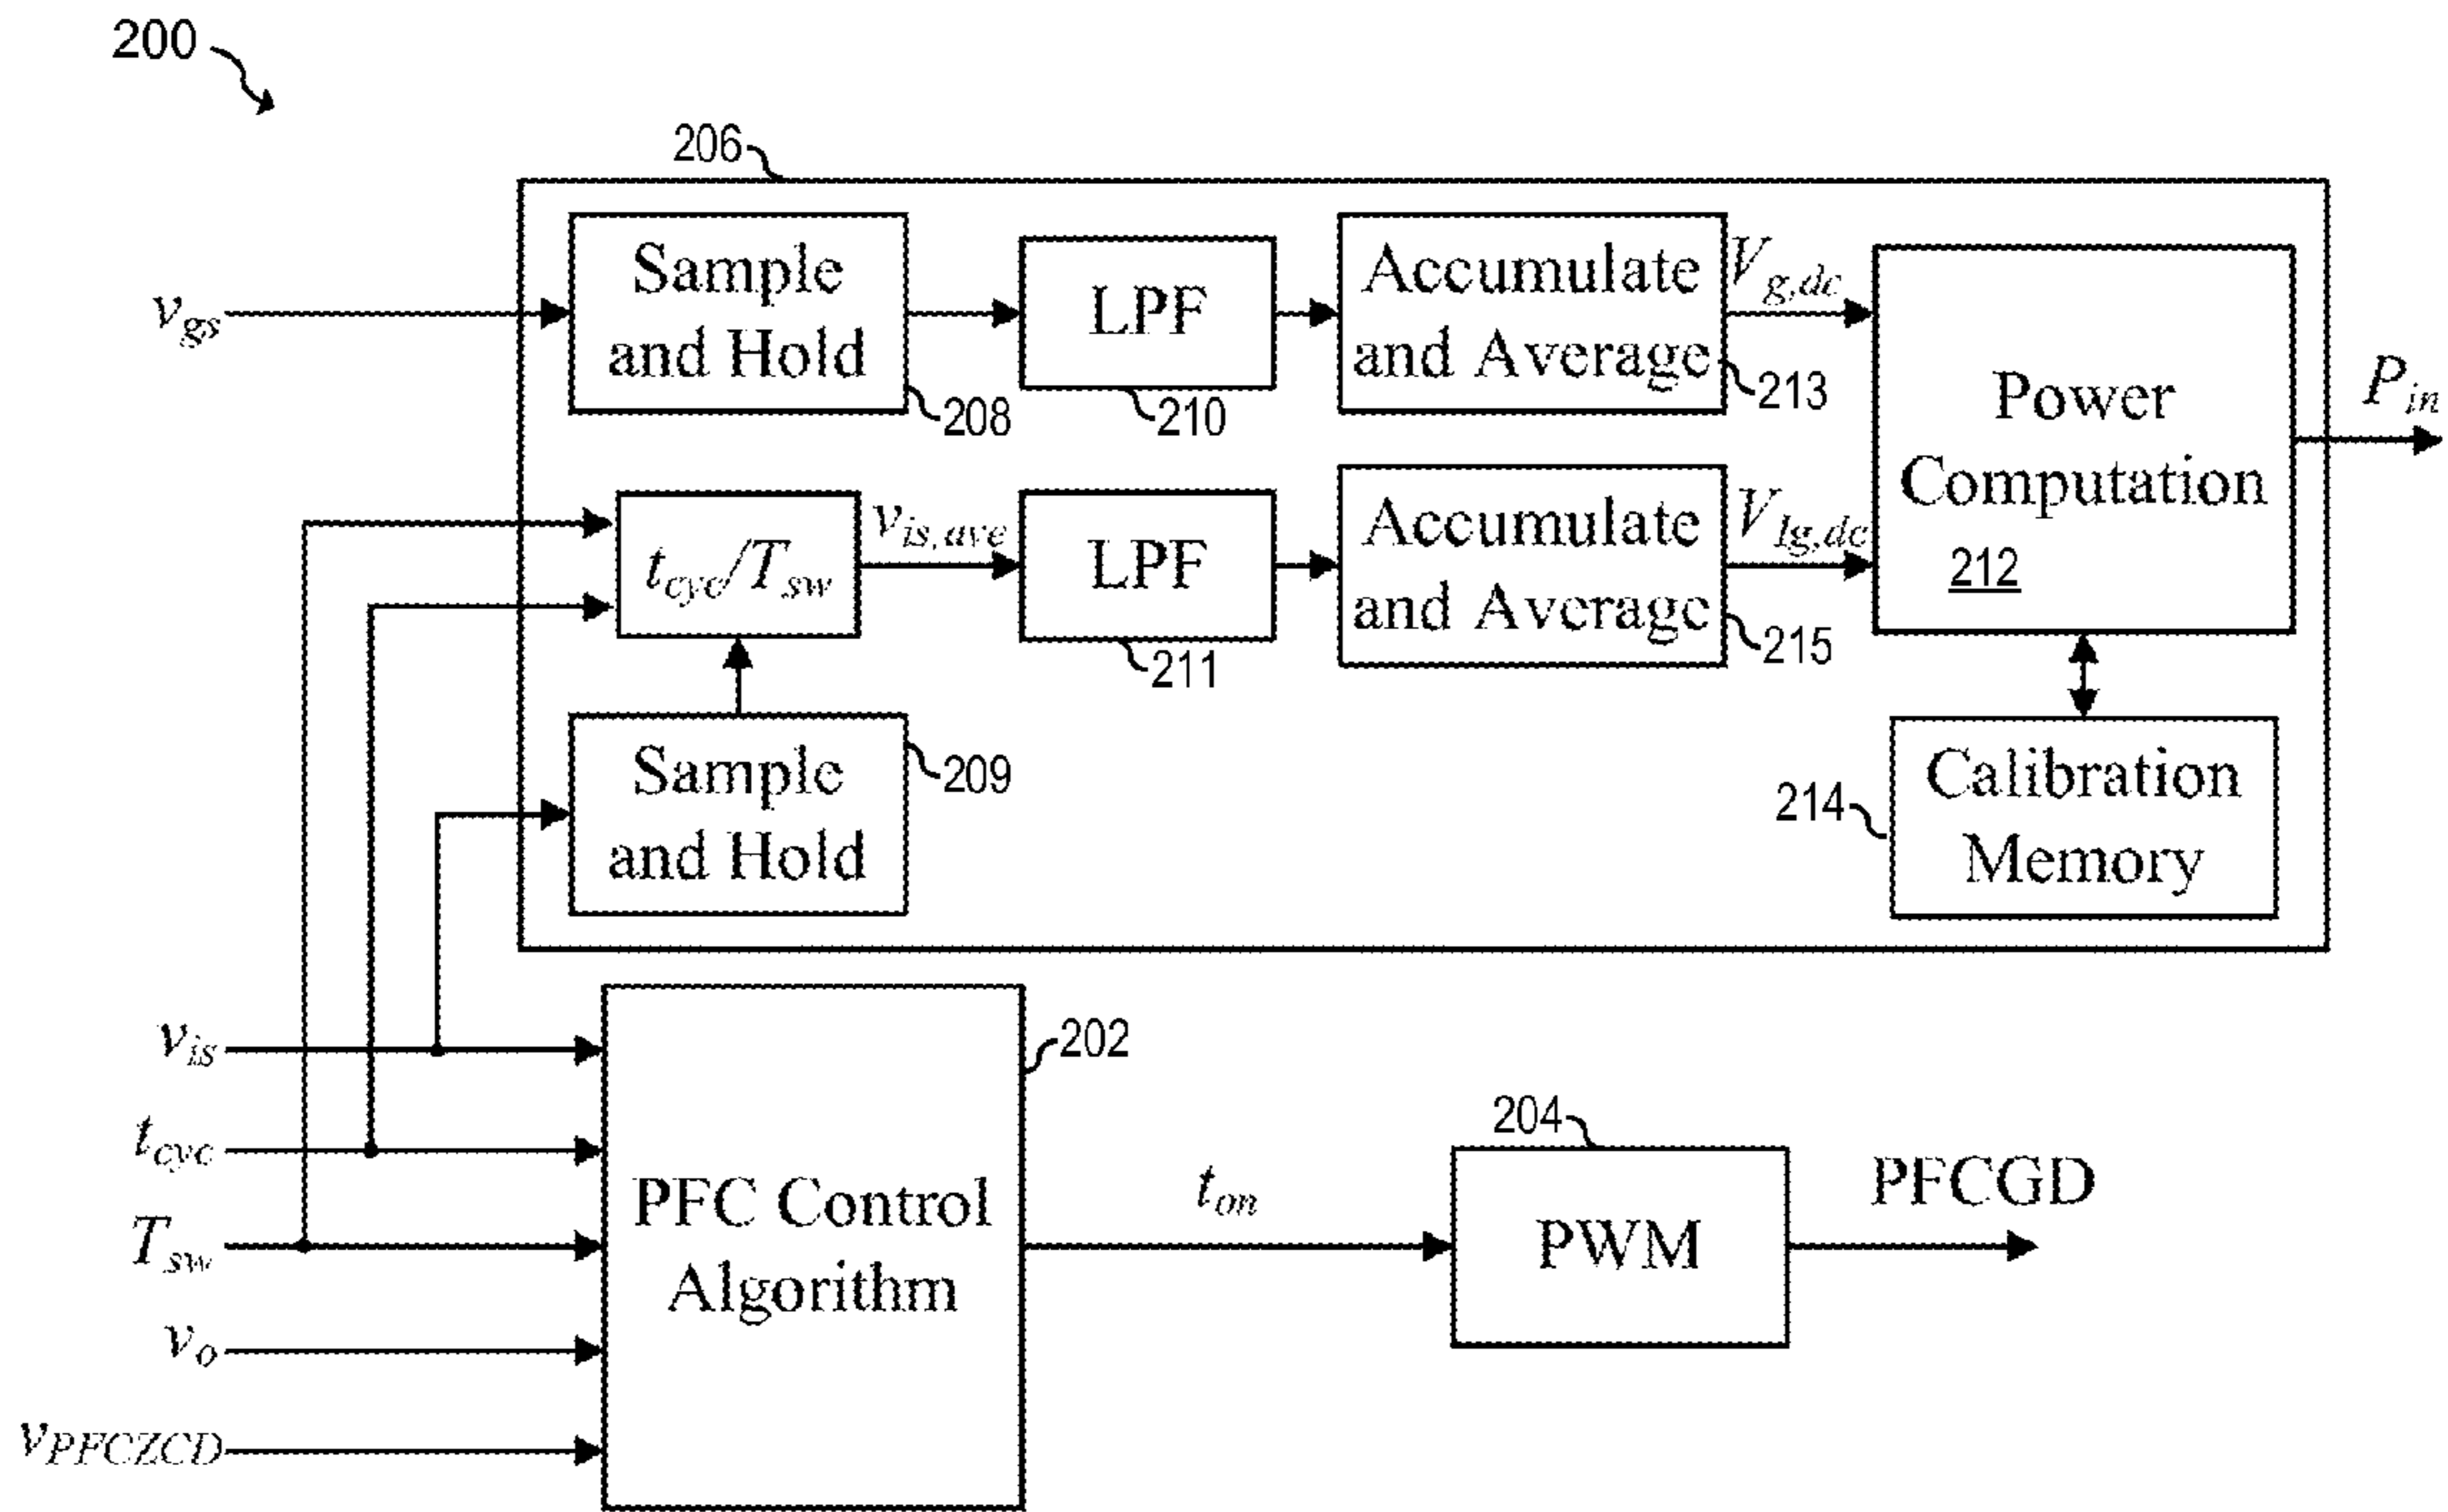 200
206
v_gs
Sample
and Hold
208
LPF
210
Accumulate
and Average
213
V_g,dc
Power
Computation
212
P_in
t_cyc/T_sw
v_is,ave
LPF
211
Accumulate
and Average
215
V_Ig,dc
Sample
and Hold
209
214
Calibration
Memory
v_is
t_cyc
T_sw
v_o
v_PFCZCD
PFC Control
Algorithm
202
t_on
204
PWM
PFCGD